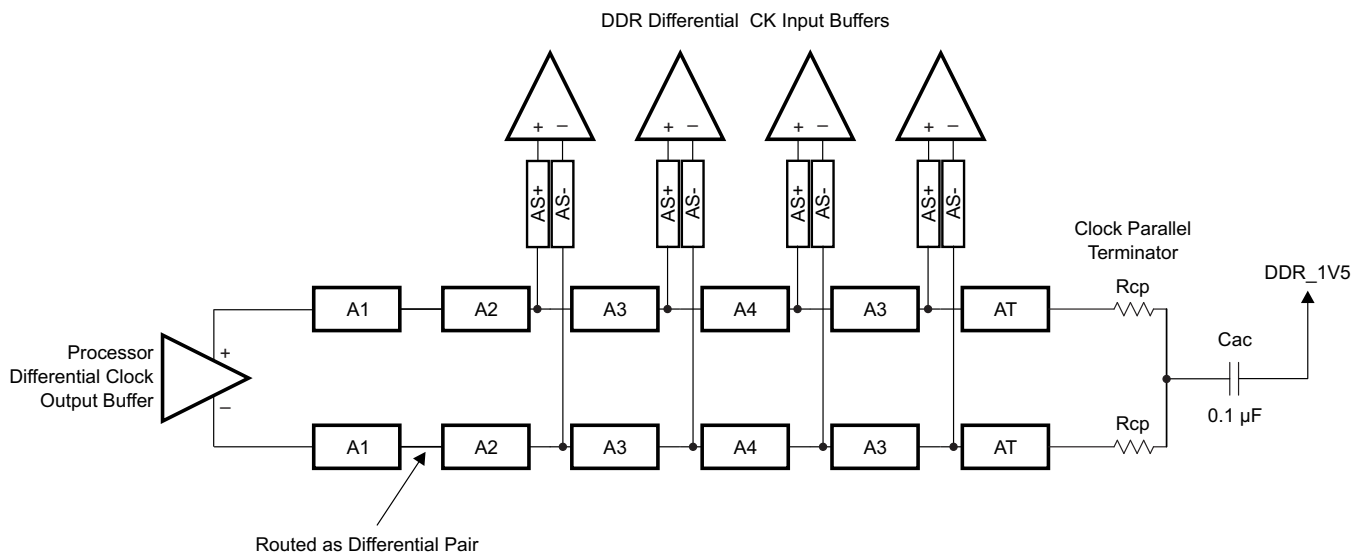 DDR Differential CK Input Buffers
+ – + – + – + –
AS+ AS- AS+ AS- AS+ AS- AS+ AS-
Clock Parallel
Terminator
DDR_1V5
A1 A2 A3 A4 A3 AT
Rcp
Processor
Differential Clock
Output Buffer
+
–
Cac
0.1 µF
A1 A2 A3 A4 A3 AT
Rcp
Routed as Differential Pair